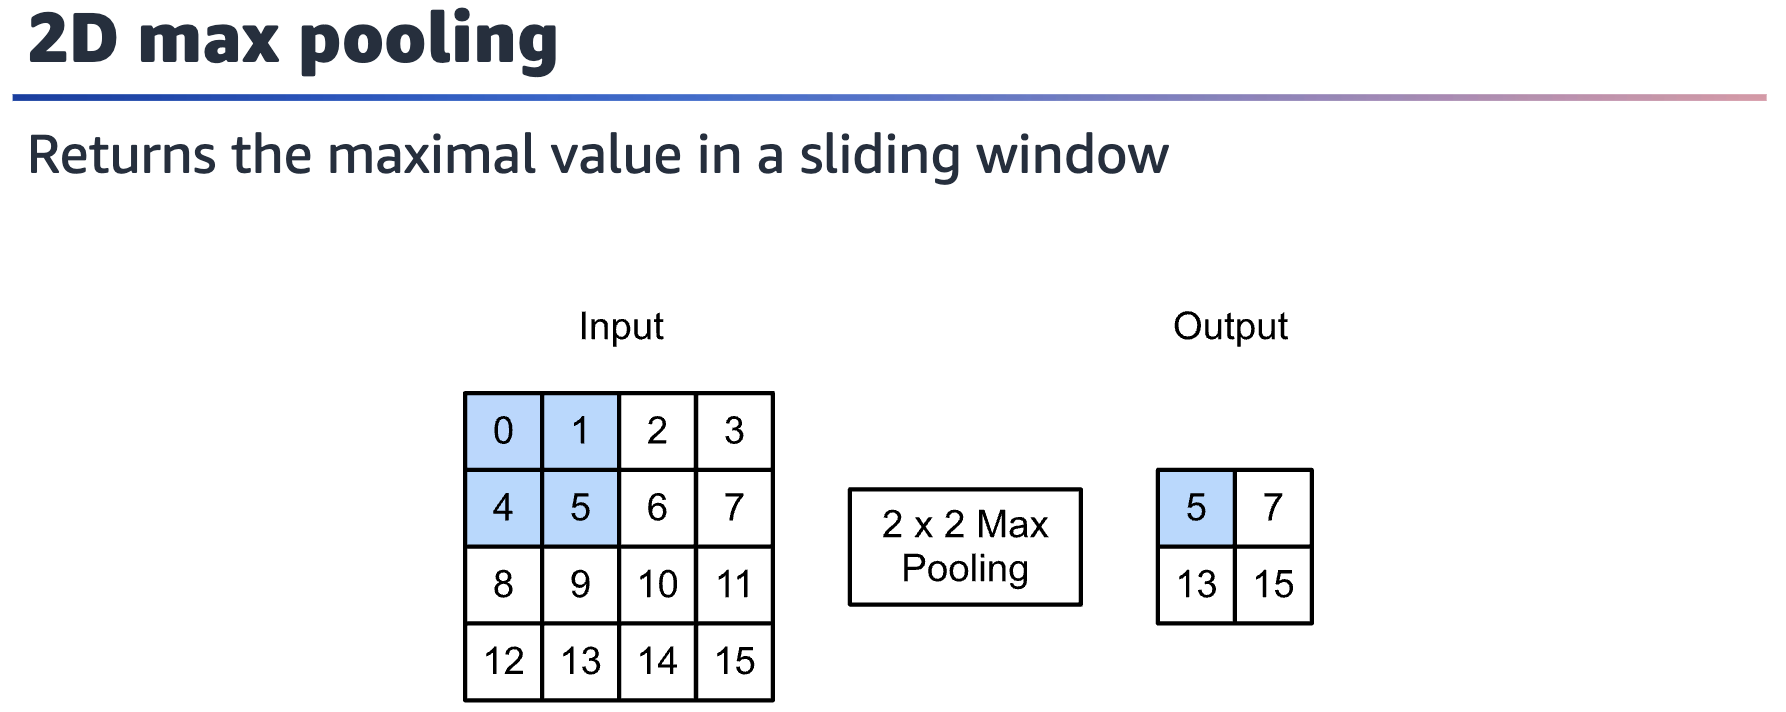 2D max pooling
Returns the maximal value in a sliding window
Input
Output
0 1 2 3
4 5 6 7
8 9 10 11
12 13 14 15
2 x 2 Max
Pooling
5 7
13 15